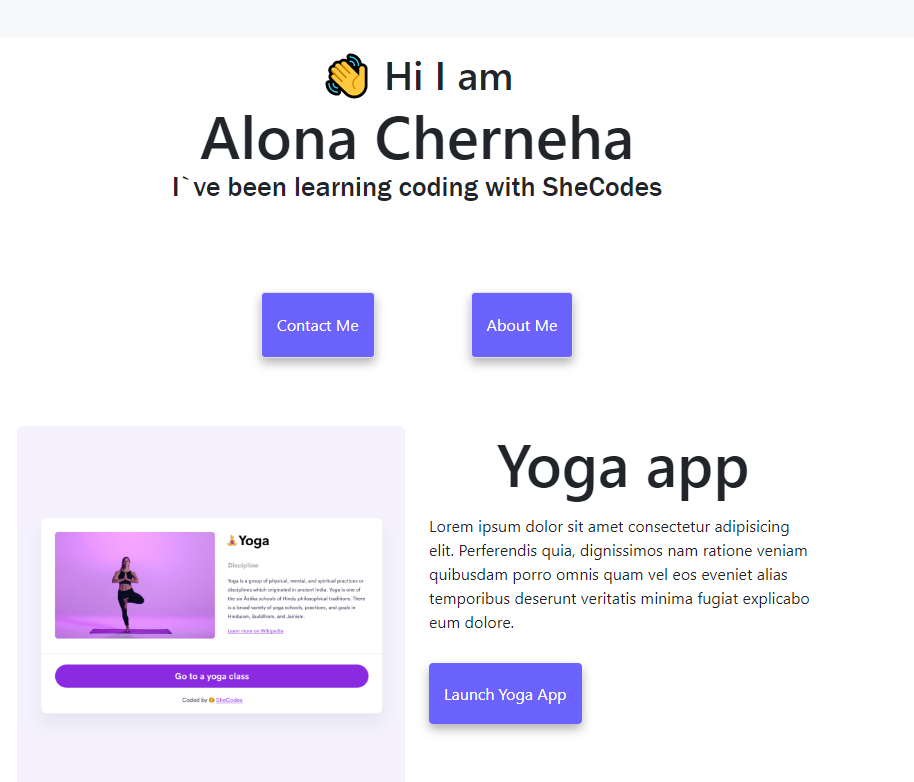 👋 Hi I am
Alona Cherneha
I`ve been learning coding with SheCodes
Contact Me
About Me
🧘Yoga
Discipline
Yoga is a group of physical, mental, and spiritual practices or
disciplines which originated in ancient India. Yoga is one of
the six Āstika schools of Hindu philosophical traditions. There
is a broad variety of yoga schools, practices, and goals in
Hinduism, Buddhism, and Jainism.
Learn more on Wikipedia
Go to a yoga class
Coded by SheCodes
Yoga app
Lorem ipsum dolor sit amet consectetur adipisicing
elit. Perferendis quia, dignissimos nam ratione veniam
quibusdam porro omnis quam vel eos eveniet alias
temporibus deserunt veritatis minima fugiat explicabo
eum dolore.
Launch Yoga App